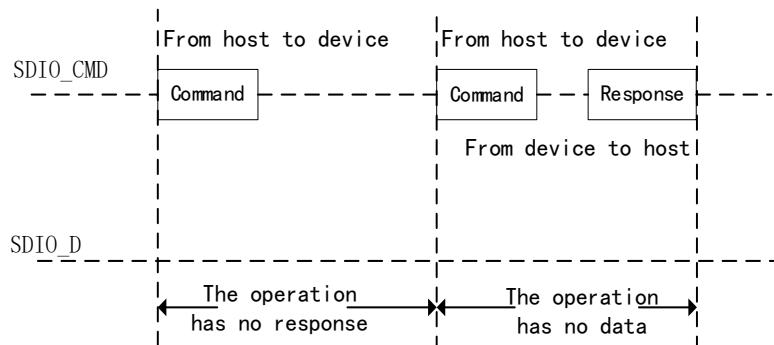 From host to device
From host to device
SDIO_CMD
Command
Command
Response
From device to host
SDIO_D
The operation
has no response
The operation
has no data